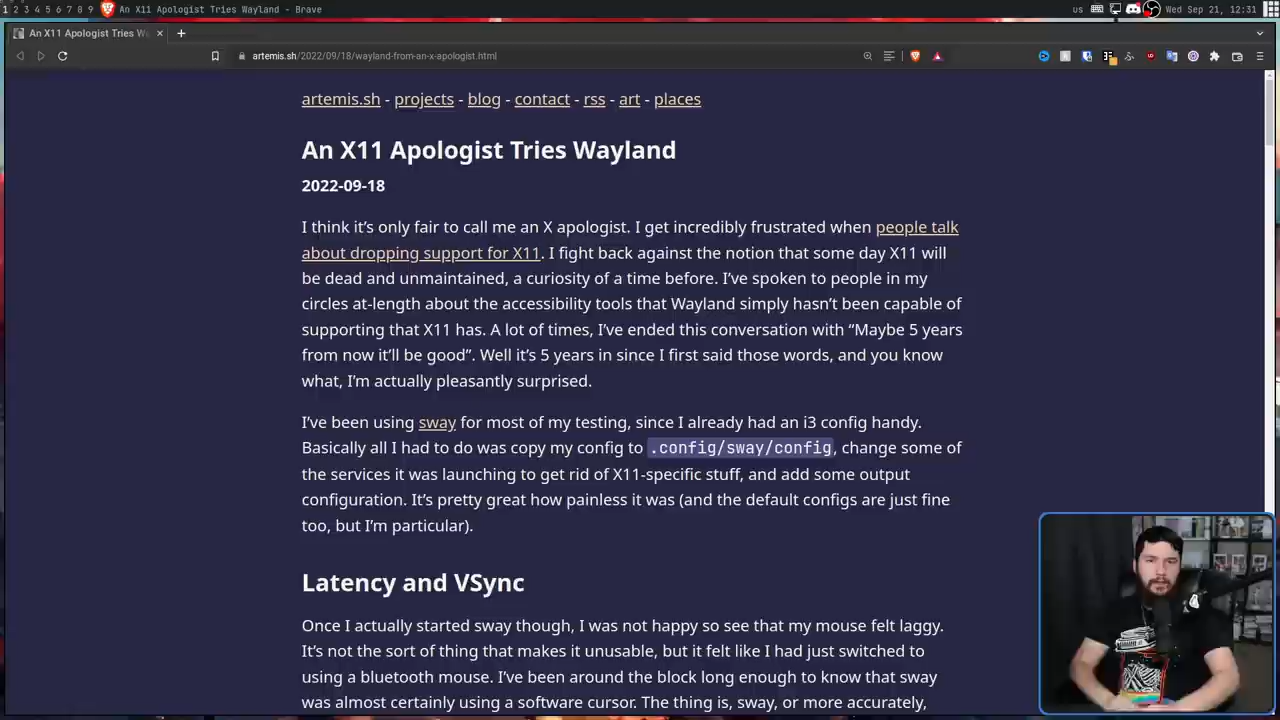 1 2 3 4 5 6 7 8 9 An X11 Apologist Tries Wayland - Brave us Wed Sep 21, 12:31
An X11 Apologist Tries Wa
artemis.sh/2022/09/18/wayland-from-an-x-apologist.html
artemis.sh - projects - blog - contact - rss - art - places
An X11 Apologist Tries Wayland
2022-09-18
I think it's only fair to call me an X apologist. I get incredibly frustrated when people talk
about dropping support for X11. I fight back against the notion that some day X11 will
be dead and unmaintained, a curiosity of a time before. I've spoken to people in my
circles at-length about the accessibility tools that Wayland simply hasn't been capable of
supporting that X11 has. A lot of times, I've ended this conversation with “Maybe 5 years
from now it'll be good”. Well it's 5 years in since I first said those words, and you know
what, I'm actually pleasantly surprised.
I've been using sway for most of my testing, since I already had an i3 config handy.
Basically all I had to do was copy my config to .config/sway/config, change some of
the services it was launching to get rid of X11-specific stuff, and add some output
configuration. It's pretty great how painless it was (and the default configs are just fine
too, but I'm particular).
Latency and VSync
Once I actually started sway though, I was not happy so see that my mouse felt laggy.
It's not the sort of thing that makes it unusable, but it felt like I had just switched to
using a bluetooth mouse. I've been around the block long enough to know that sway
was almost certainly using a software cursor. The thing is, sway, or more accurately,